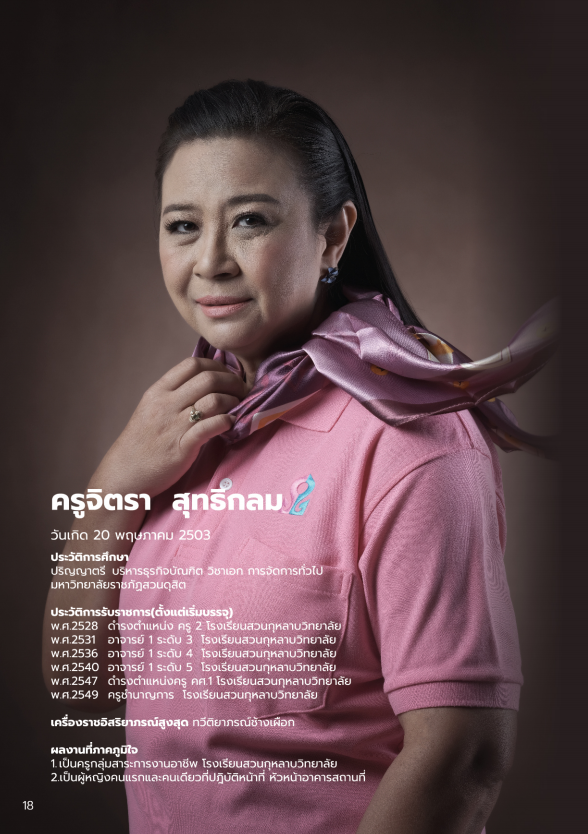 ครูจิตรา สุทธิกลม
วันเกิด 20 พฤษภาคม 2503
ประวัติการศึกษา
ปริญญาตรี บริหารธุรกิจบัณฑิต วิชาเอก การจัดการทั่วไป
มหาวิทยาลัยราชภัฏสวนดุสิต
ประวัติการรับราชการ(ตั้งแต่เริ่มบรรจุ)
พ.ศ.2528 ดำรงตำแหน่ง ครู 2 โรงเรียนสวนกุหลาบวิทยาลัย
พ.ศ.2531 อาจารย์ 1 ระดับ 3 โรงเรียนสวนกุหลาบวิทยาลัย
พ.ศ.2536 อาจารย์ 1 ระดับ 4 โรงเรียนสวนกุหลาบวิทยาลัย
พ.ศ.2540 อาจารย์ 1 ระดับ 5 โรงเรียนสวนกุหลาบวิทยาลัย
พ.ศ.2547 ดำรงตำแหน่งครู คศ.1 โรงเรียนสวนกุหลาบวิทยาลัย
พ.ศ.2549 ครูชำนาญการ โรงเรียนสวนกุหลาบวิทยาลัย
เครื่องราชอิสริยาภรณ์สูงสุด ทวีติยาภรณ์ช้างเผือก
ผลงานที่ภาคภูมิใจ
1.เป็นครูกลุ่มสาระการงานอาชีพ โรงเรียนสวนกุหลาบวิทยาลัย
2.เป็นผู้หญิงคนแรกและคนเดียวที่ปฎิบัติหน้าที่ หัวหน้าอาคารสถานที่
18